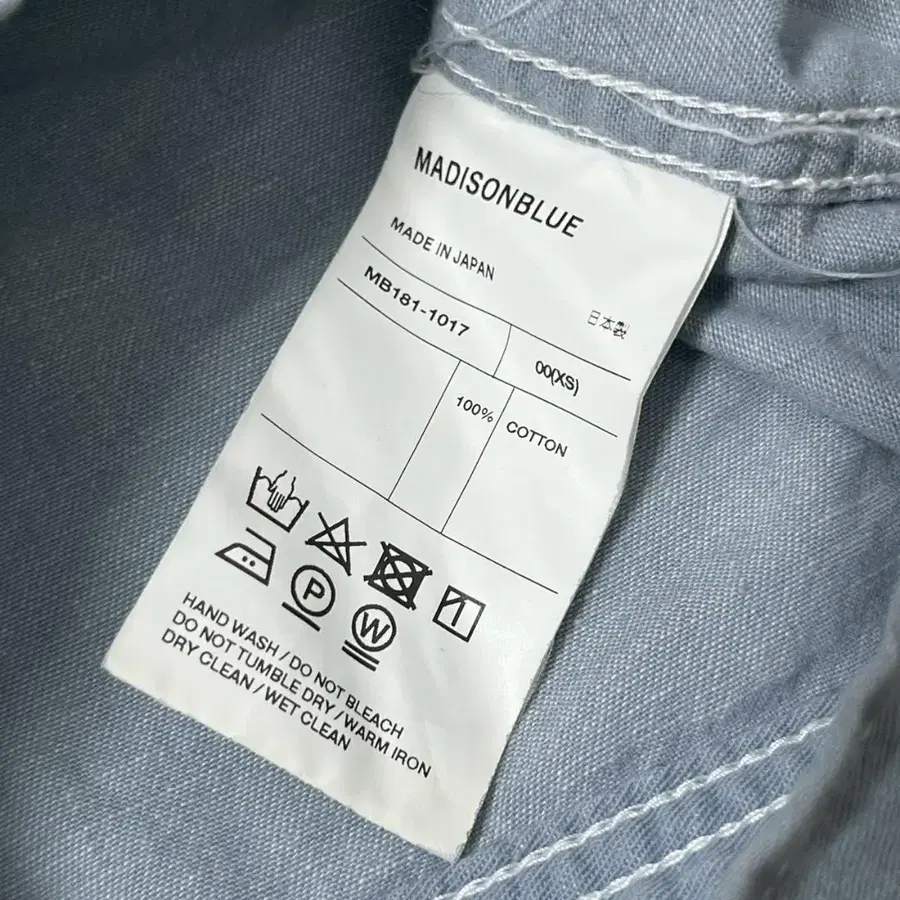 MADISONBLUE
MADE IN JAPAN
日本製
MB181-1017
00(XS)
100%
COTTON
P
W
HAND WASH / DO NOT BLEACH
DO NOT TUMBLE DRY / WARM IRON
DRY CLEAN / WET CLEAN